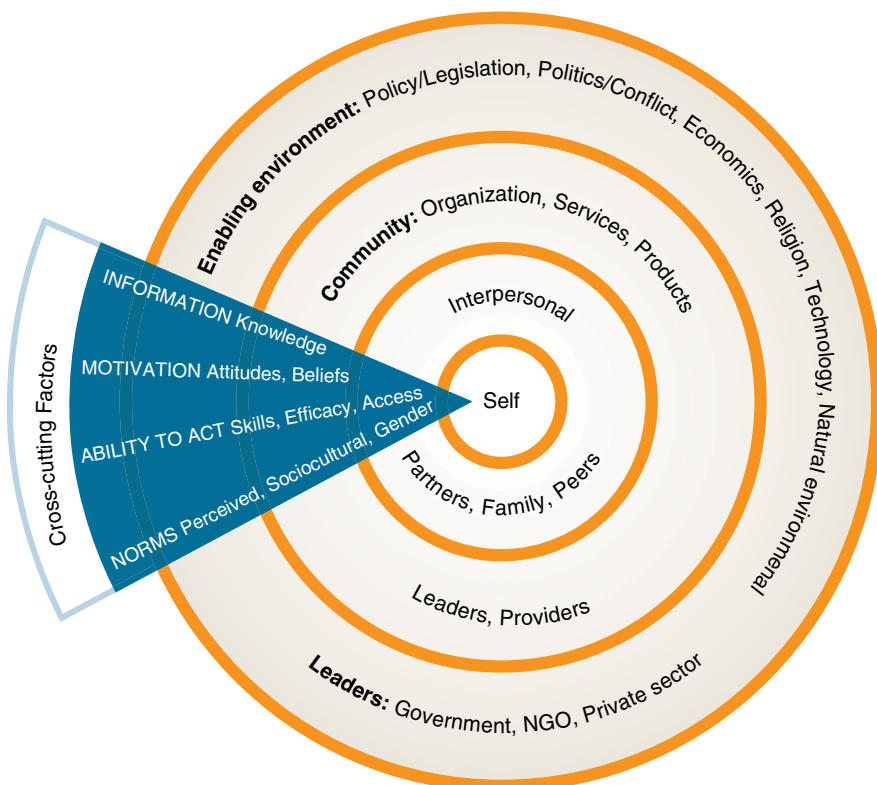 Enabling environment: Policy/Legislation, Politics/Conflict, Economics, Religion, Technology, Natural environmenal
Community: Organization, Services, Products
Interpersonal
Self
Partners, Family, Peers
Leaders, Providers
Leaders: Government, NGO, Private sector
Cross-cutting Factors
INFORMATION Knowledge
MOTIVATION Attitudes, Beliefs
ABILITY TO ACT Skills, Efficacy, Access
NORMS Perceived, Sociocultural, Gender